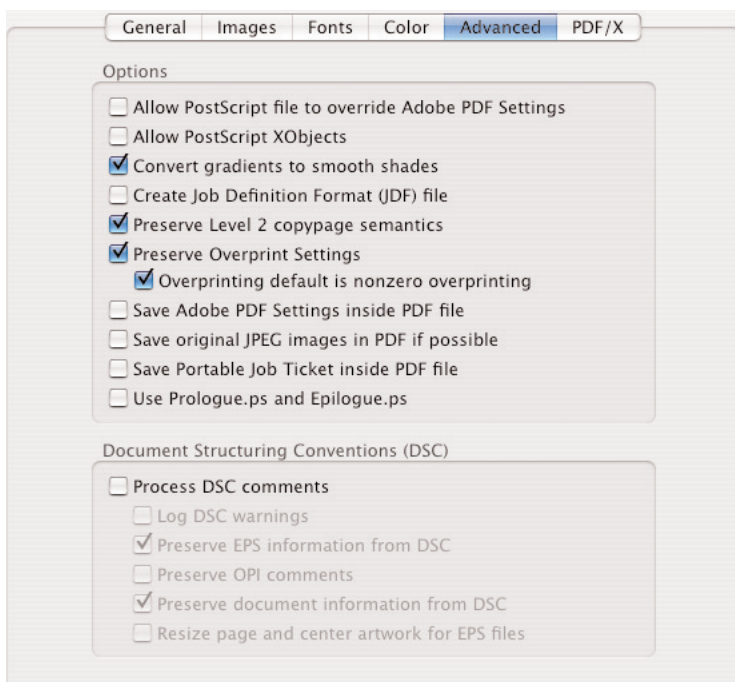 General Images Fonts Color Advanced PDF/X
Options
Allow PostScript file to override Adobe PDF Settings
Allow PostScript XObjects
Convert gradients to smooth shades
Create Job Definition Format (JDF) file
Preserve Level 2 copypage semantics
Preserve Overprint Settings
Overprinting default is nonzero overprinting
Save Adobe PDF Settings inside PDF file
Save original JPEG images in PDF if possible
Save Portable Job Ticket inside PDF file
Use Prologue.ps and Epilogue.ps
Document Structuring Conventions (DSC)
Process DSC comments
Log DSC warnings
Preserve EPS information from DSC
Preserve OPI comments
Preserve document information from DSC
Resize page and center artwork for EPS files